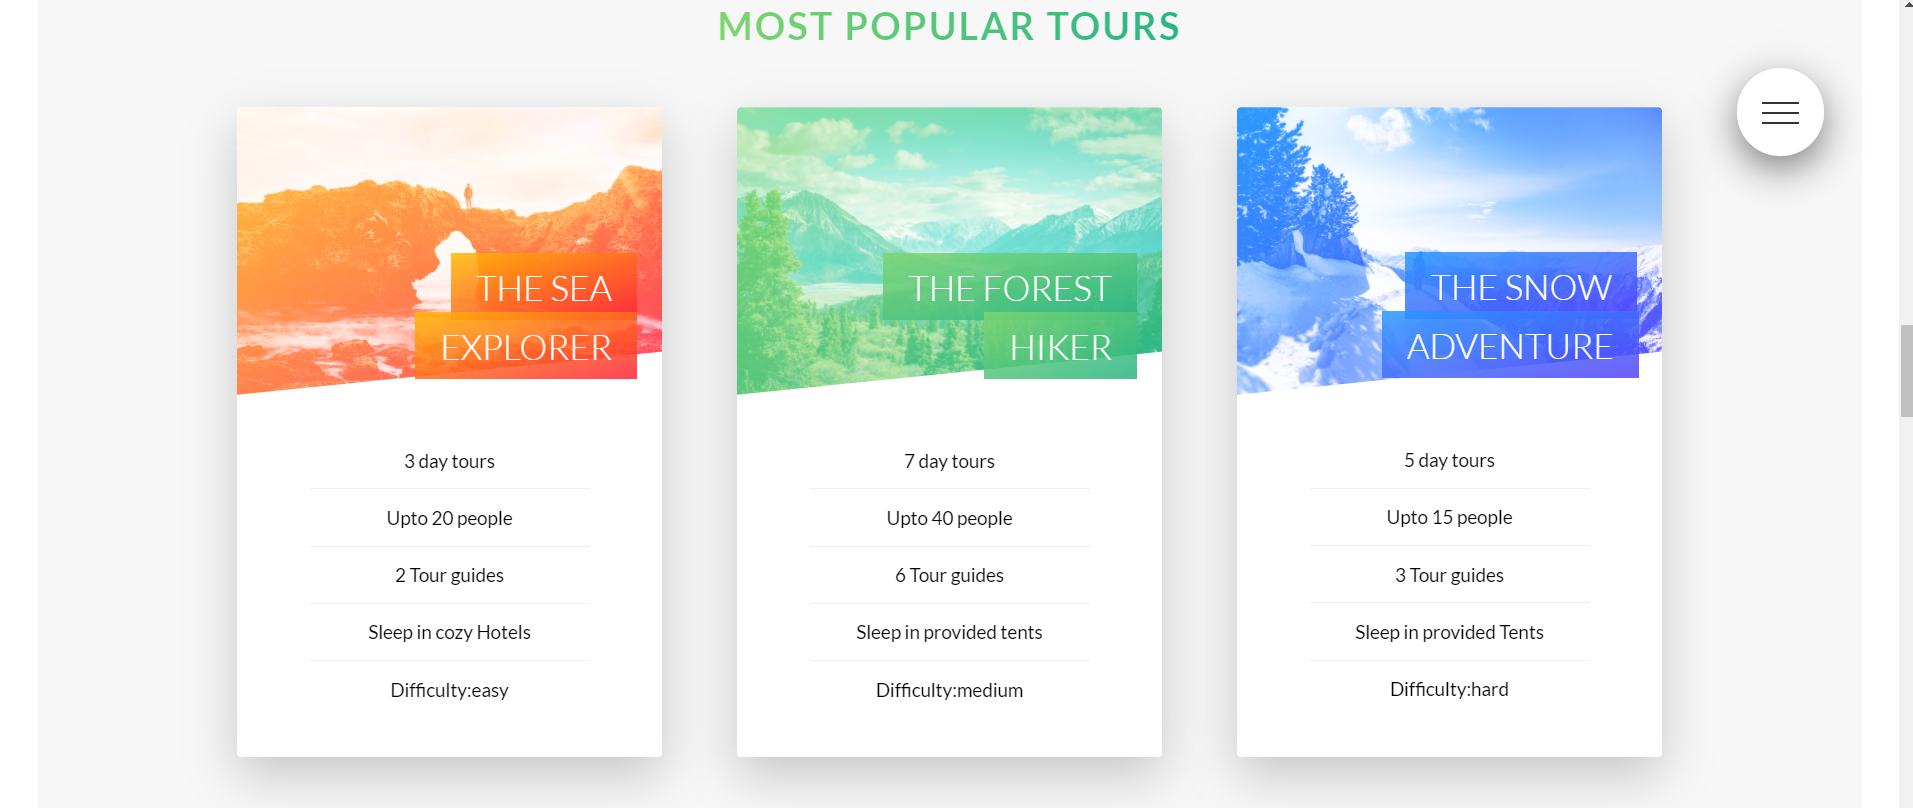 MOST POPULAR TOURS
THE SEA
EXPLORER
3 day tours
Upto 20 people
2 Tour guides
Sleep in cozy Hotels
Difficulty:easy
THE FOREST
HIKER
7 day tours
Upto 40 people
6 Tour guides
Sleep in provided tents
Difficulty:medium
THE SNOW
ADVENTURE
5 day tours
Upto 15 people
3 Tour guides
Sleep in provided Tents
Difficulty:hard